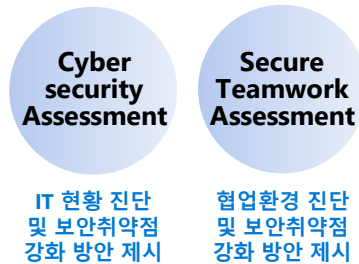 Cyber
security
Assessment
IT 현황 진단
및 보안취약점
강화 방안 제시
Secure
Teamwork
Assessment
협업환경 진단
및 보안취약점
강화 방안 제시